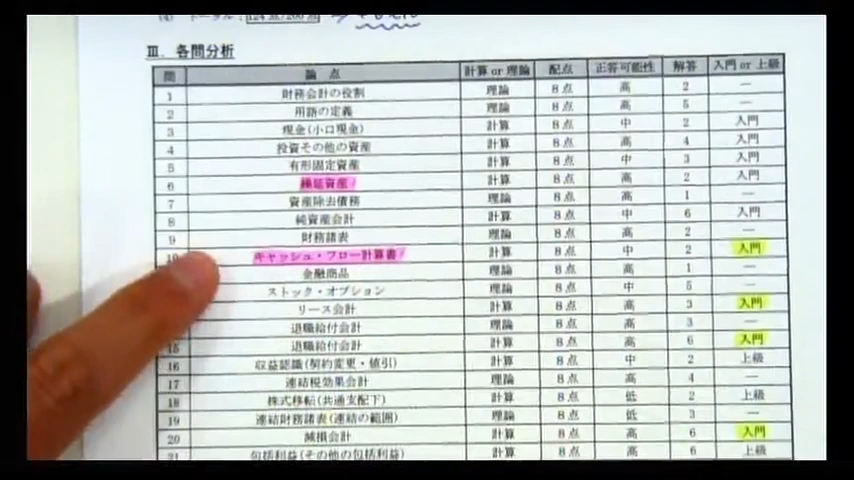 (4) トータル:124点/200点
Ⅲ．各問分析
問 論点 計算 or 理論 配点 正答可能性 解答 入門 or 上級
1 財務会計の役割 理論 8点 高 2 ―
2 用語の定義 理論 8点 高 5 ―
3 現金(小口現金) 計算 8点 中 2 入門
4 投資その他の資産 計算 8点 高 4 入門
5 有形固定資産 計算 8点 中 3 入門
6 繰延資産 計算 8点 高 2 入門
7 資産除去債務 理論 8点 高 1 ―
8 純資産会計 計算 8点 中 6 入門
9 財務諸表 理論 8点 高 2 ―
10 キャッシュ・フロー計算書 計算 8点 中 2 入門
金融商品 理論 8点 高 1 ―
ストック・オプション 理論 8点 中 5 ―
リース会計 計算 8点 高 3 入門
退職給付会計 理論 8点 高 3 ―
15 退職給付会計 計算 8点 高 6 入門
16 収益認識(契約変更・値引) 計算 8点 中 2 上級
17 連結税効果会計 理論 8点 高 4 ―
18 株式移転(共通支配下) 計算 8点 低 2 上級
19 連結財務諸表(連結の範囲) 理論 8点 低 3 ―
20 減損会計 計算 8点 高 6 入門
21 包括利益(その他の包括利益) 計算 8点 高 6 上級